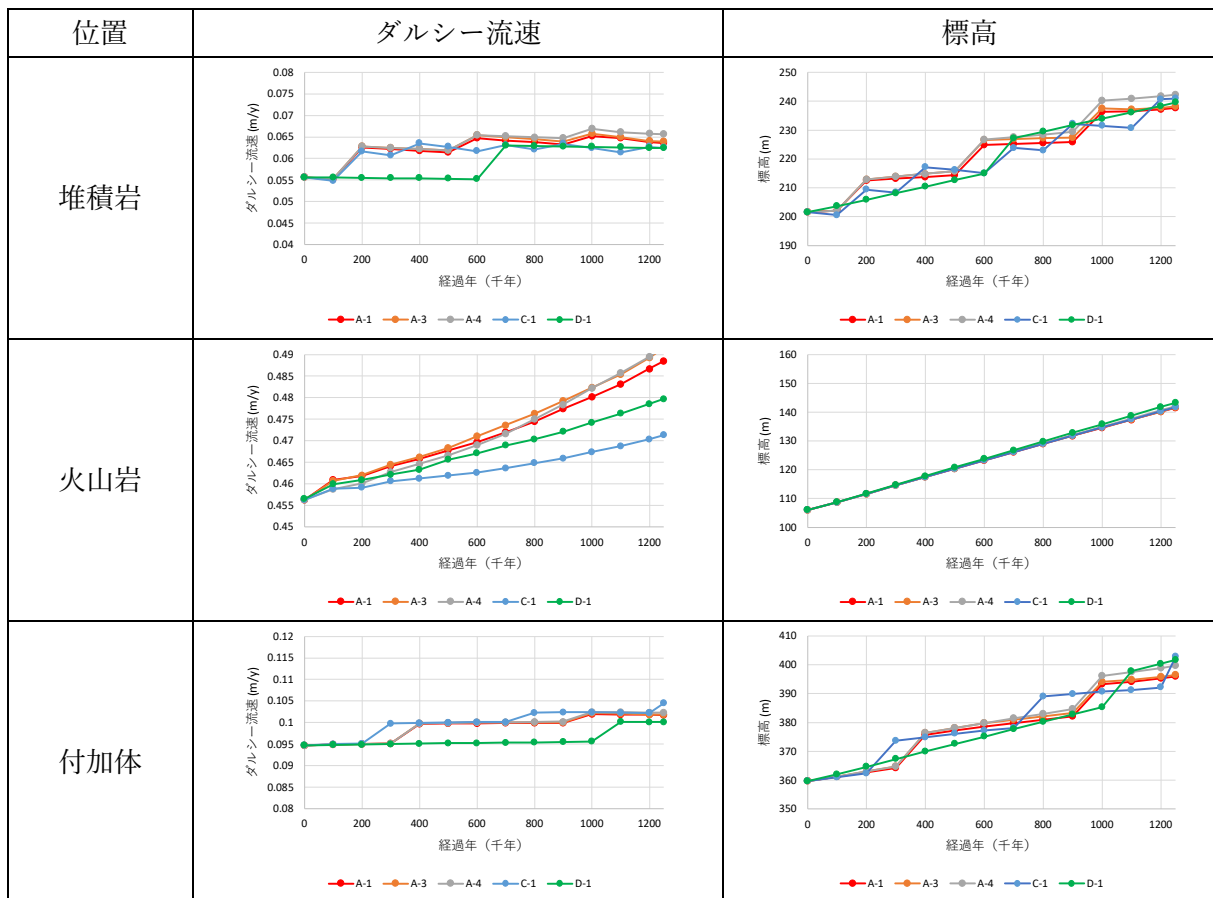 位置 ダルシー流速 標高
堆積岩
ダルシー流速(m/y)
0.08
0.075
0.07
0.065
0.06
0.055
0.05
0.045
0.04
0 200 400 600 800 1000 1200
経過年（千年）
A-1 A-3 A-4 C-1 D-1
標高(m)
250
240
230
220
210
200
190
0 200 400 600 800 1000 1200
経過年（千年）
A-1 A-3 A-4 C-1 D-1
火山岩
ダルシー流速(m/y)
0.49
0.485
0.48
0.475
0.47
0.465
0.46
0.455
0.45
0 200 400 600 800 1000 1200
経過年（千年）
A-1 A-3 A-4 C-1 D-1
標高(m)
160
150
140
130
120
110
100
0 200 400 600 800 1000 1200
経過年（千年）
A-1 A-3 A-4 C-1 D-1
付加体
ダルシー流速(m/y)
0.12
0.115
0.11
0.105
0.1
0.095
0.09
0.085
0.08
0 200 400 600 800 1000 1200
経過年（千年）
A-1 A-3 A-4 C-1 D-1
標高(m)
410
400
390
380
370
360
350
0 200 400 600 800 1000 1200
経過年（千年）
A-1 A-3 A-4 C-1 D-1